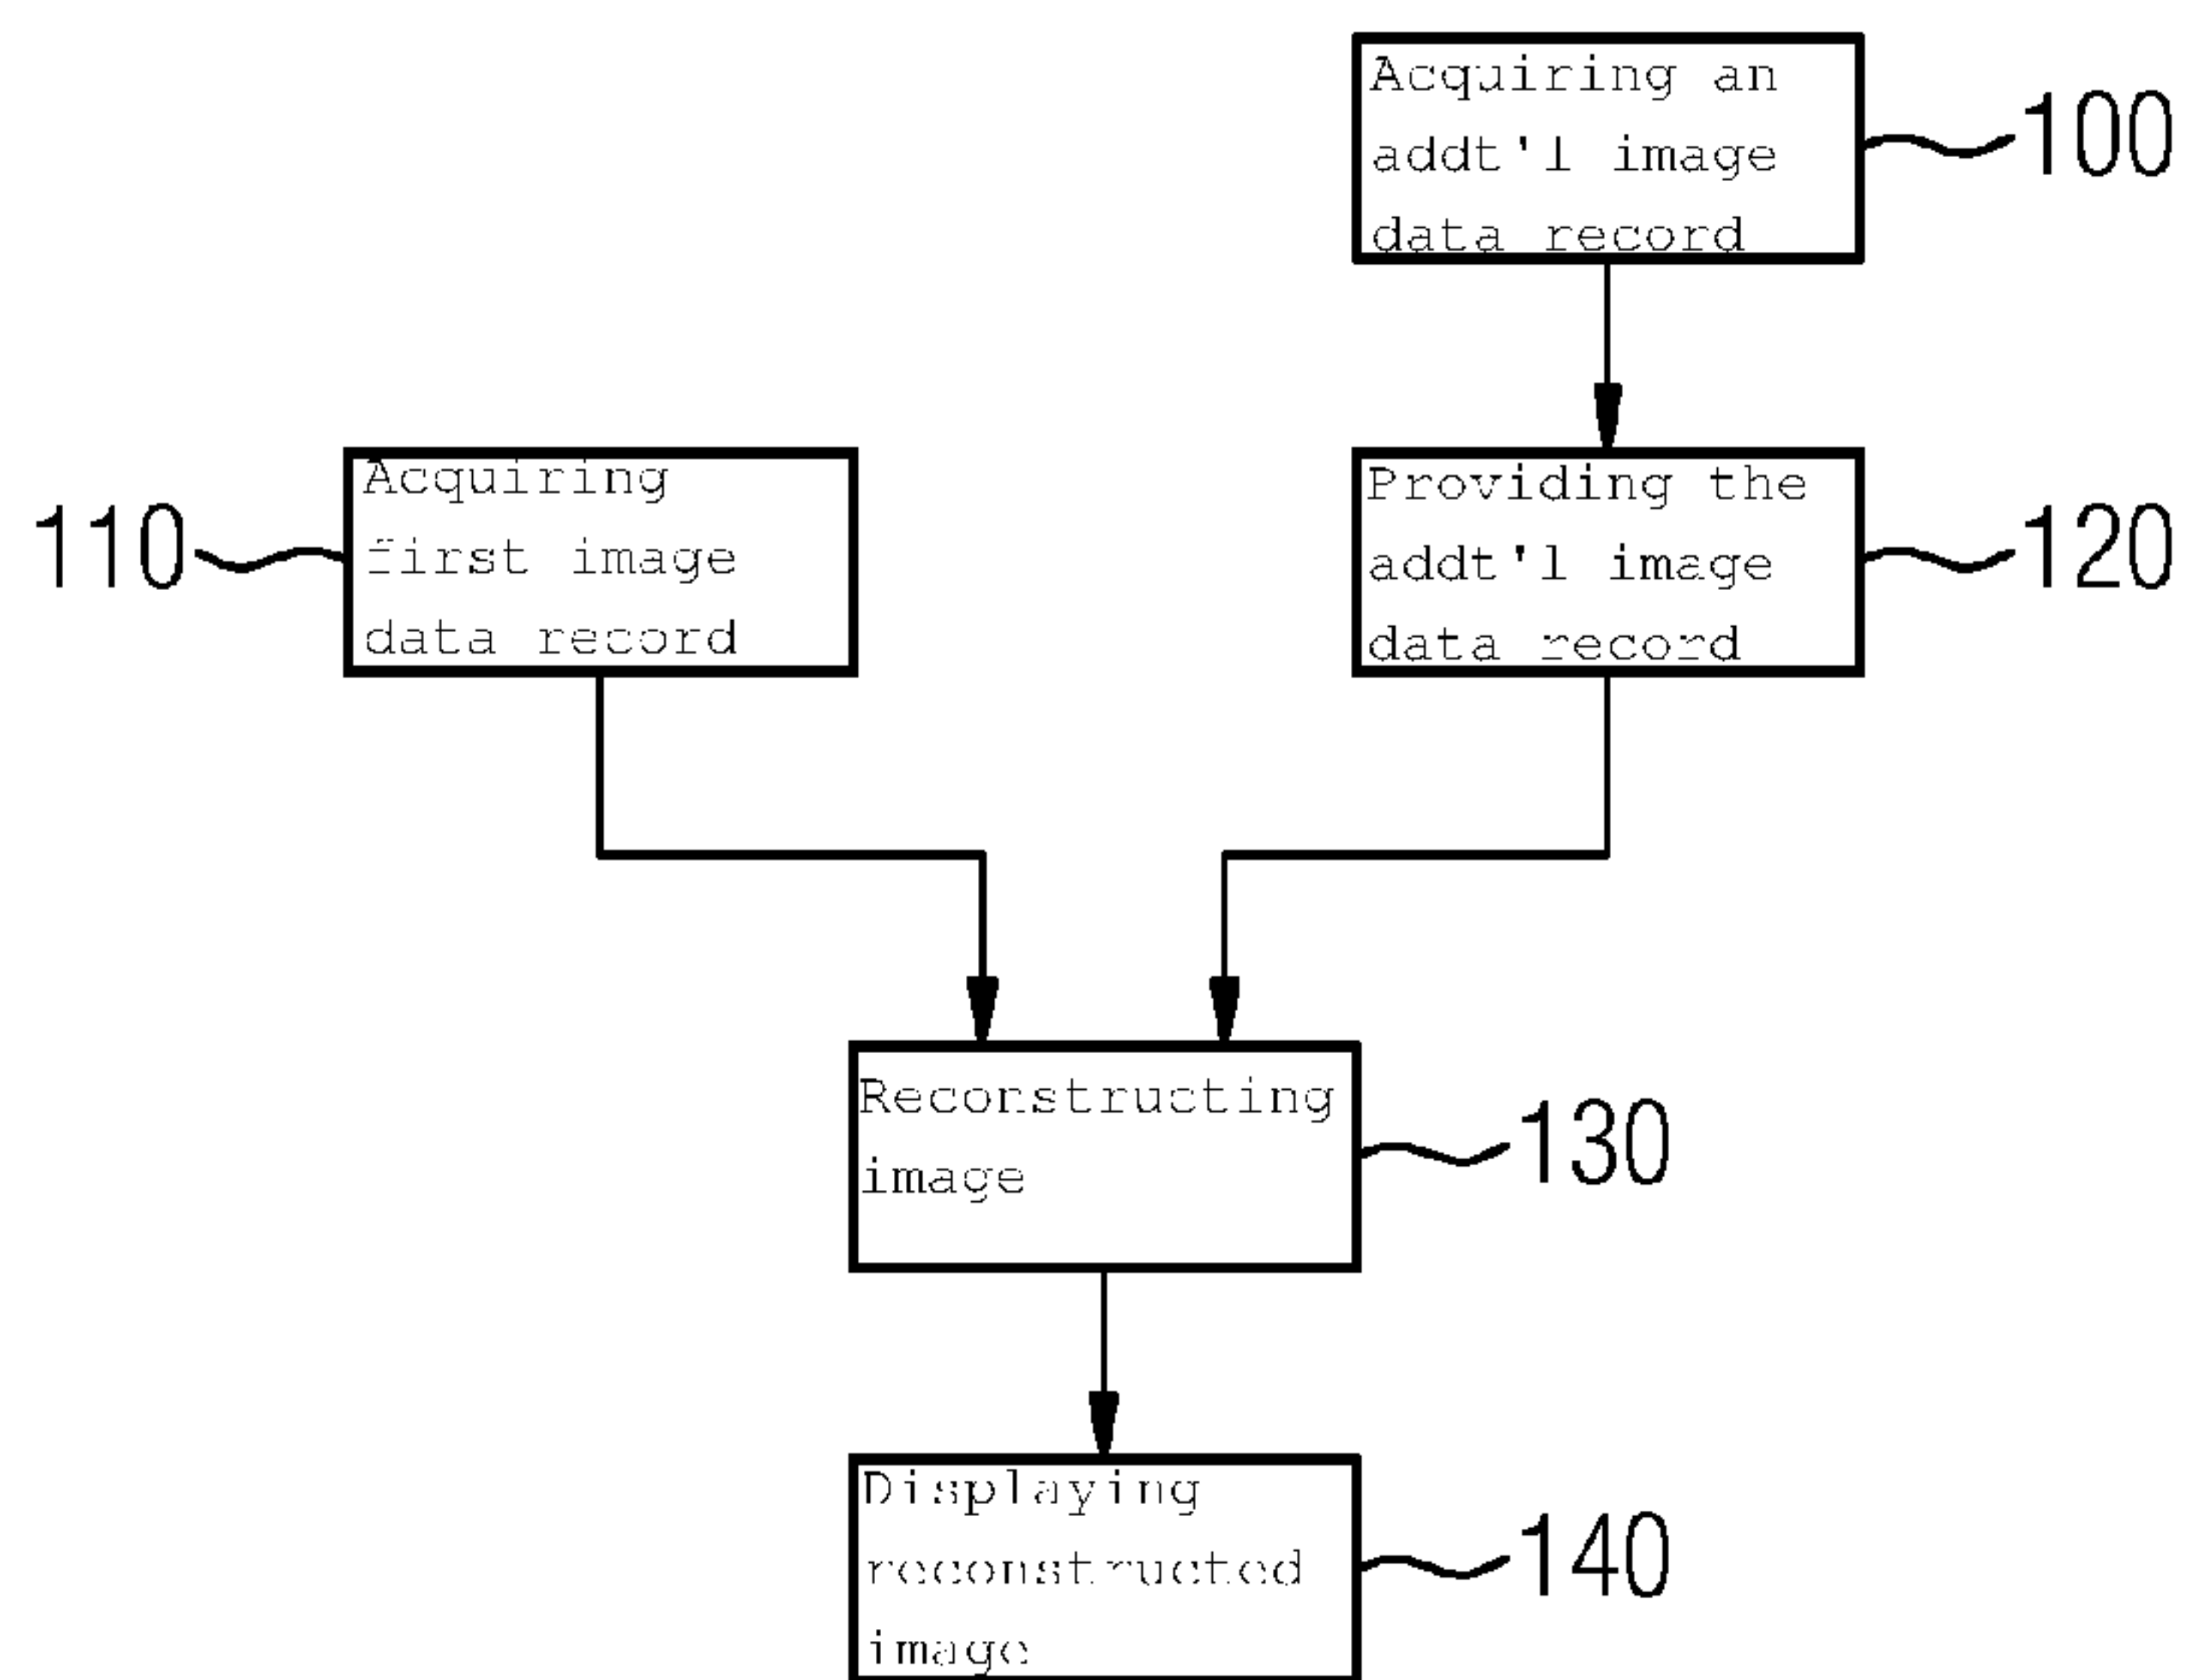 Acquiring an
addt'l image
data record
100
Acquiring
first image
data record
110
Providing the
addt'l image
data record
120
Reconstructing
image
130
Displaying
reconstructed
image
140